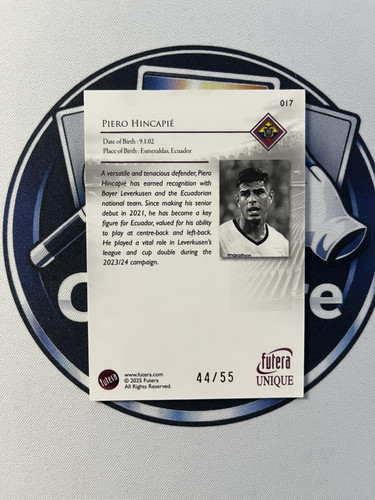 017
PIERO HINCAPIÉ
Date of Birth : 9.1.02
Place of Birth : Esmeraldas, Ecuador
A versatile and tenacious defender, Piero
Hincapié has earned recognition with
Bayer Leverkusen and the Ecuadorian
national team. Since making his senior
debut in 2021, he has become a key
figure for Ecuador, valued for his ability
to play at centre-back and left-back.
He played a vital role in Leverkusen's
league and cup double during the
2023/24 campaign.
marathon
futera
www.futera.com
© 2025 Futera
All Rights Reserved.
44/55
futera
UNIQUE